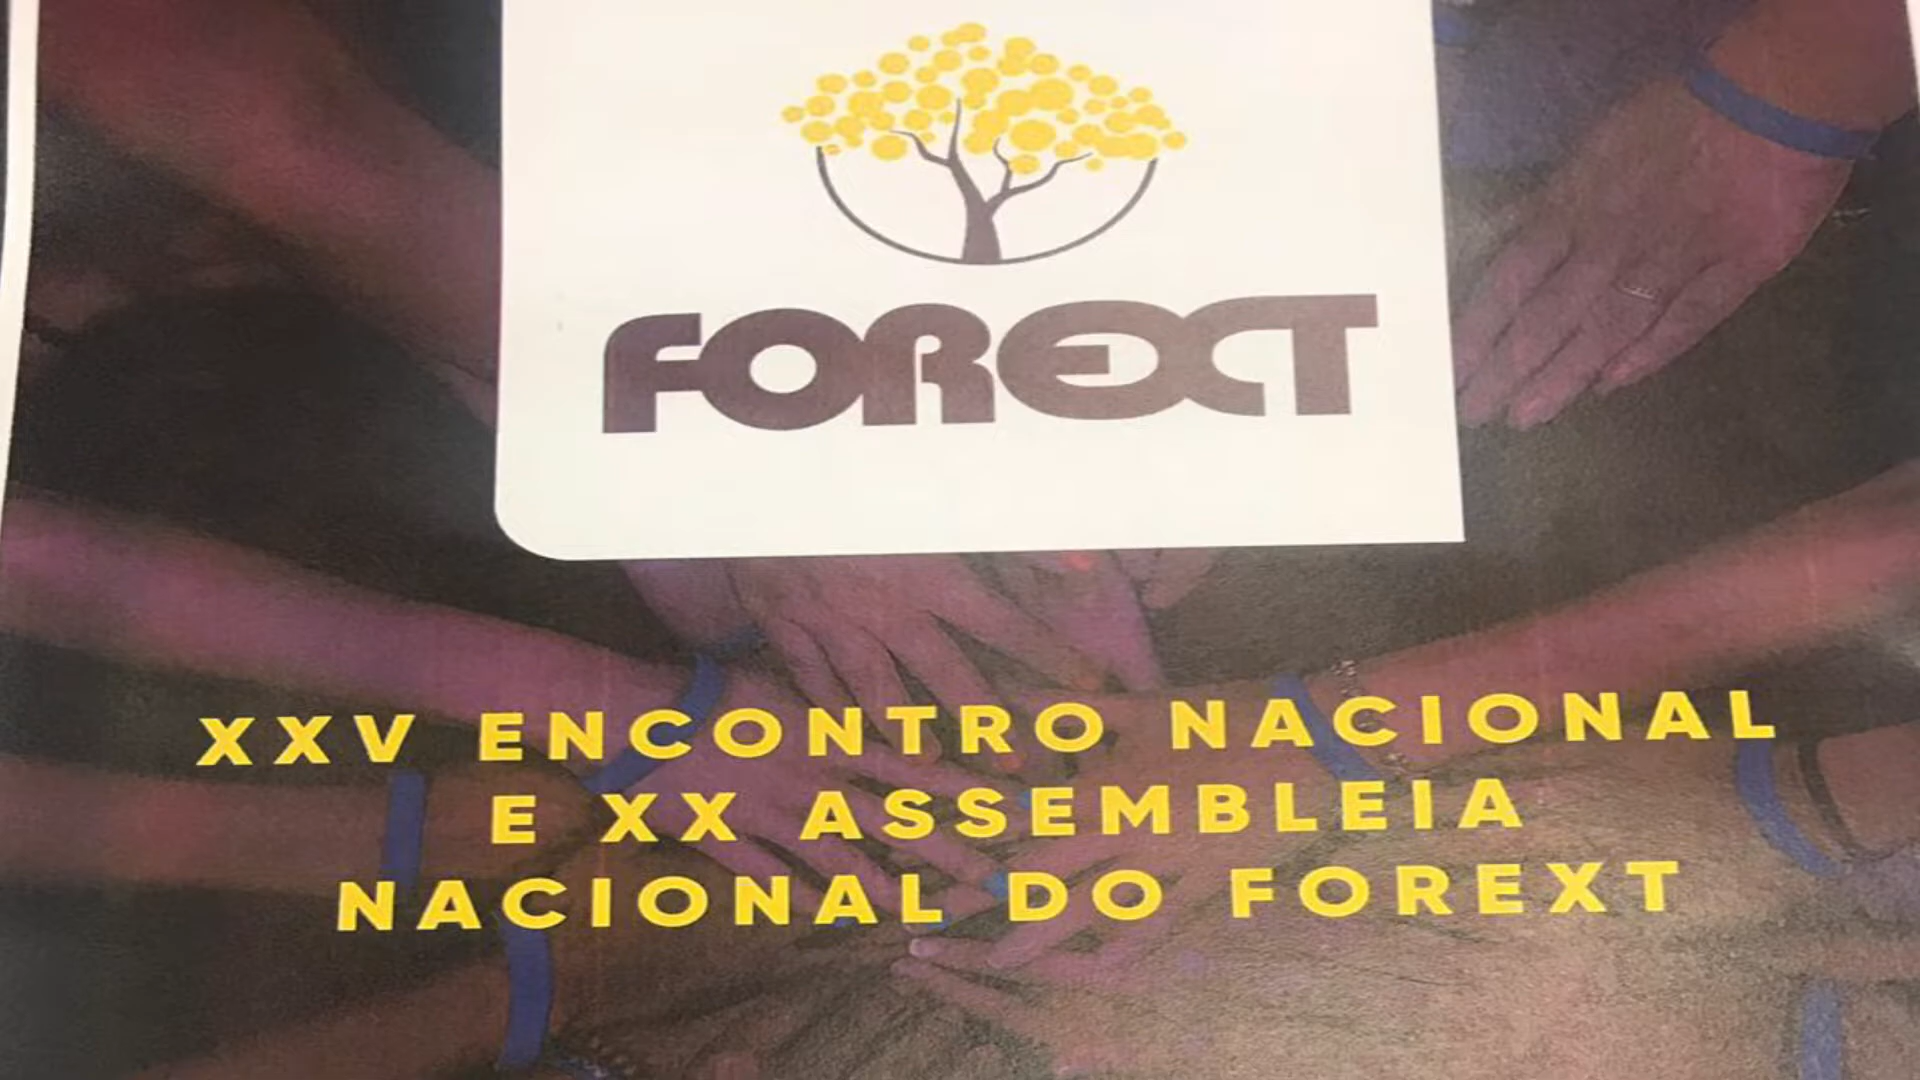 FOREXT
XXV ENCONTRO NACIONAL
E XX ASSEMBLEIA
NACIONAL DO FOREXT